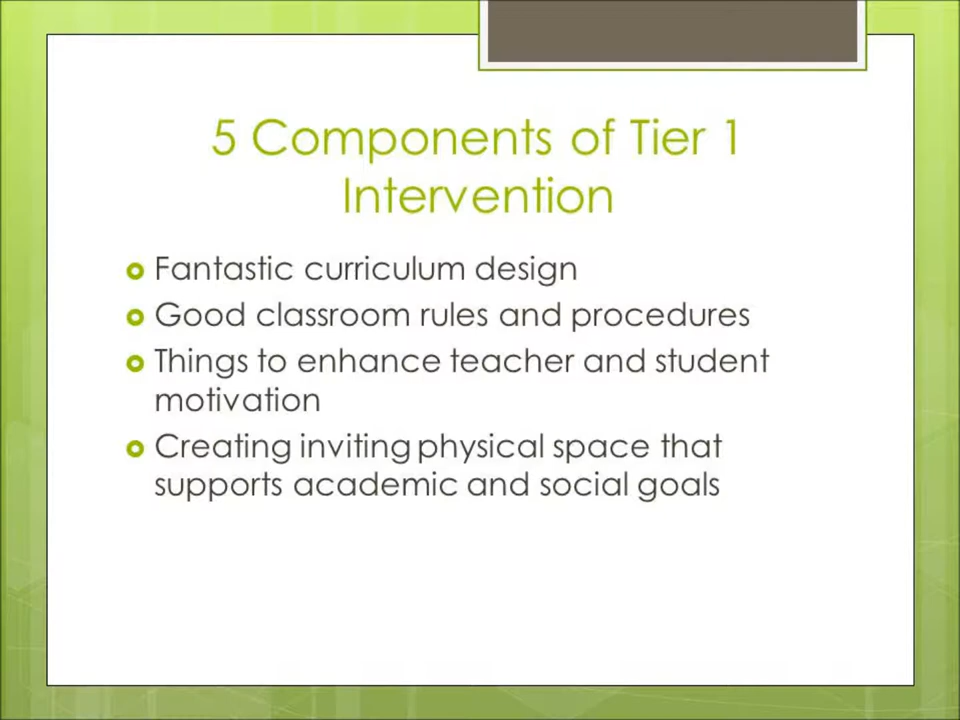 5 Components of Tier 1
Intervention
Fantastic curriculum design
Good classroom rules and procedures
Things to enhance teacher and student
motivation
Creating inviting physical space that
supports academic and social goals